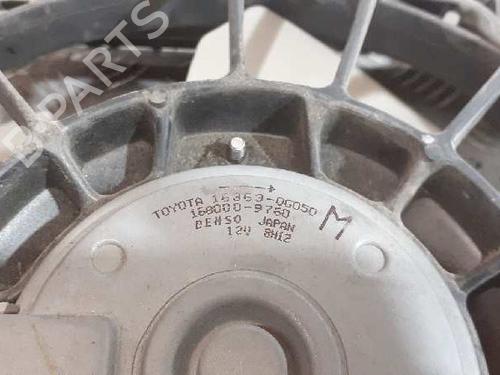 B-PARTS
TOYOTA 16363-0G050
168000-9760
DENSO JAPAN
12V 8H12
M